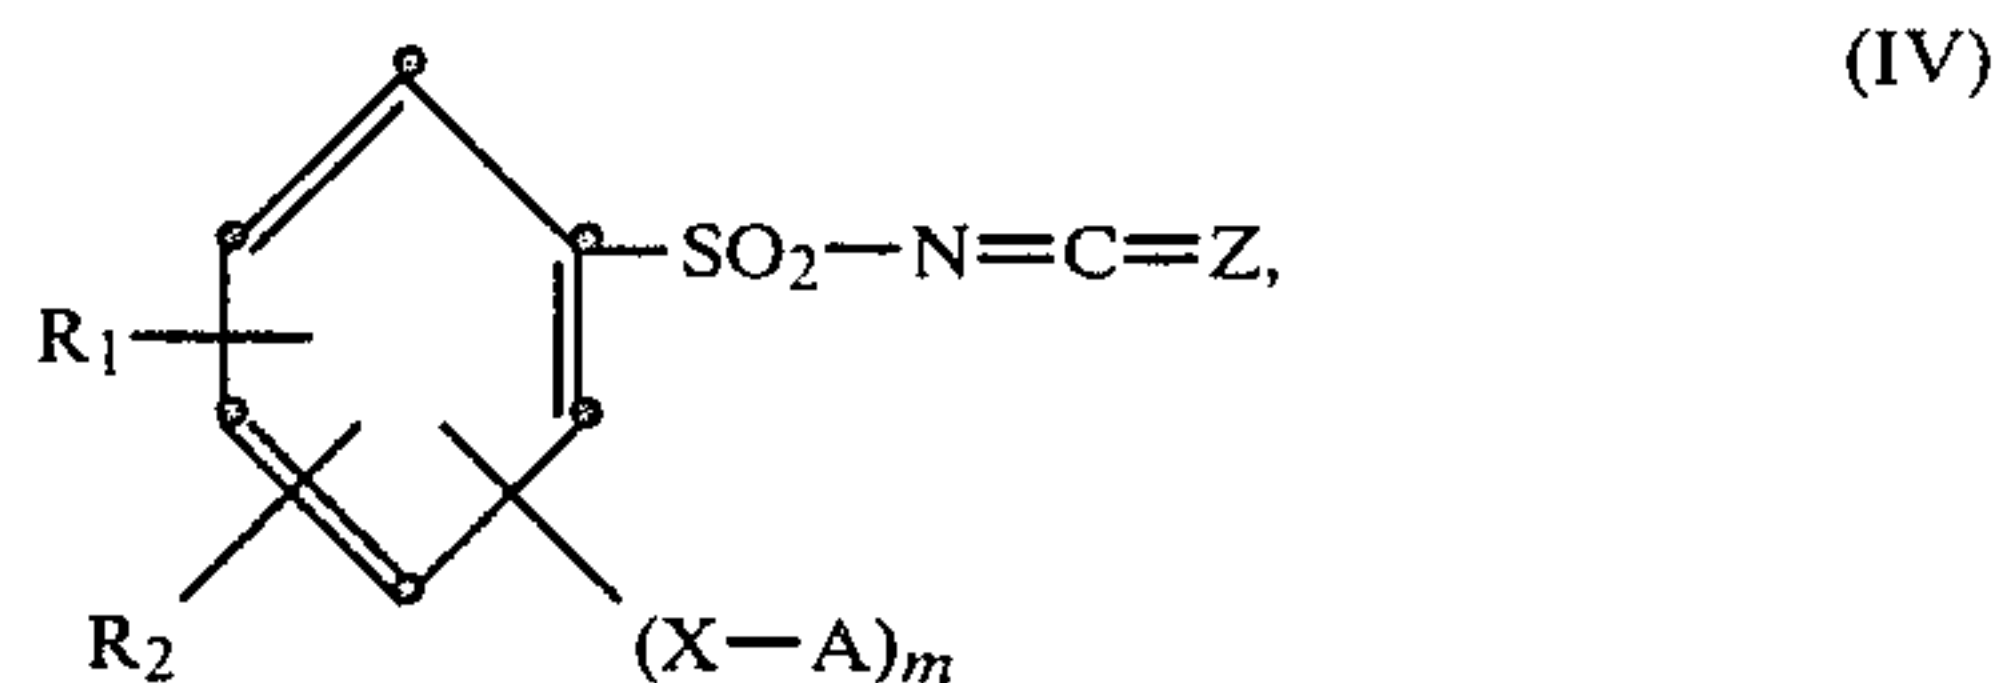 (IV)
SO2—N=C=Z,
R1
R2
(X—A)m